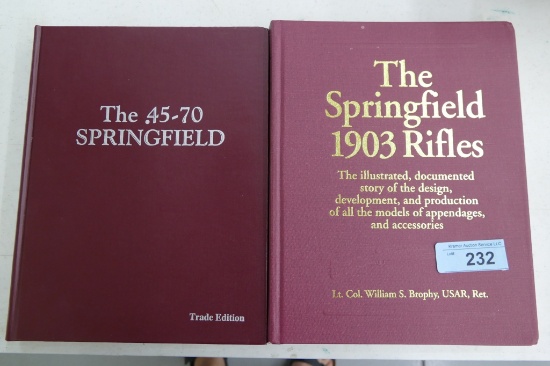 The .45-70
SPRINGFIELD
Trade Edition
The
Springfield
1903 Rifles
The illustrated, documented
story of the design,
development, and production
of all the models of appendages,
and accessories
232
Lt. Col. William S. Brophy, USAR, Ret.